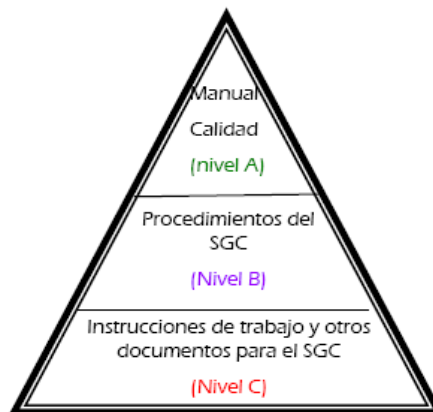 Manual
Calidad
(nivel A)
Procedimientos del
SGC
(Nivel B)
Instrucciones de trabajo y otros
documentos para el SGC
(Nivel C)